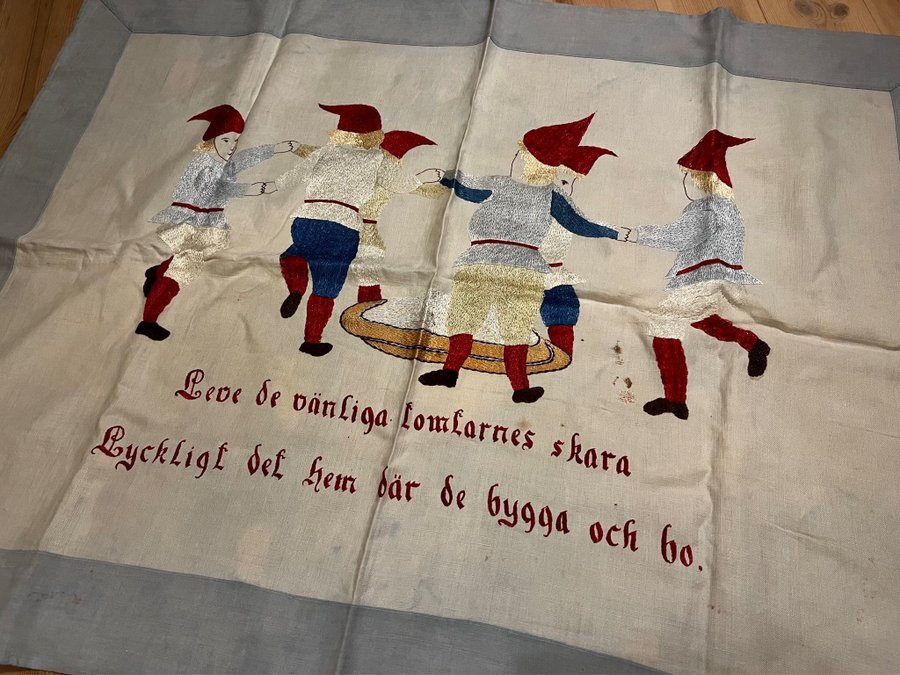 Leve de vänliga tomtarnes skara
Lyckligt det hem där de bygga och bo.